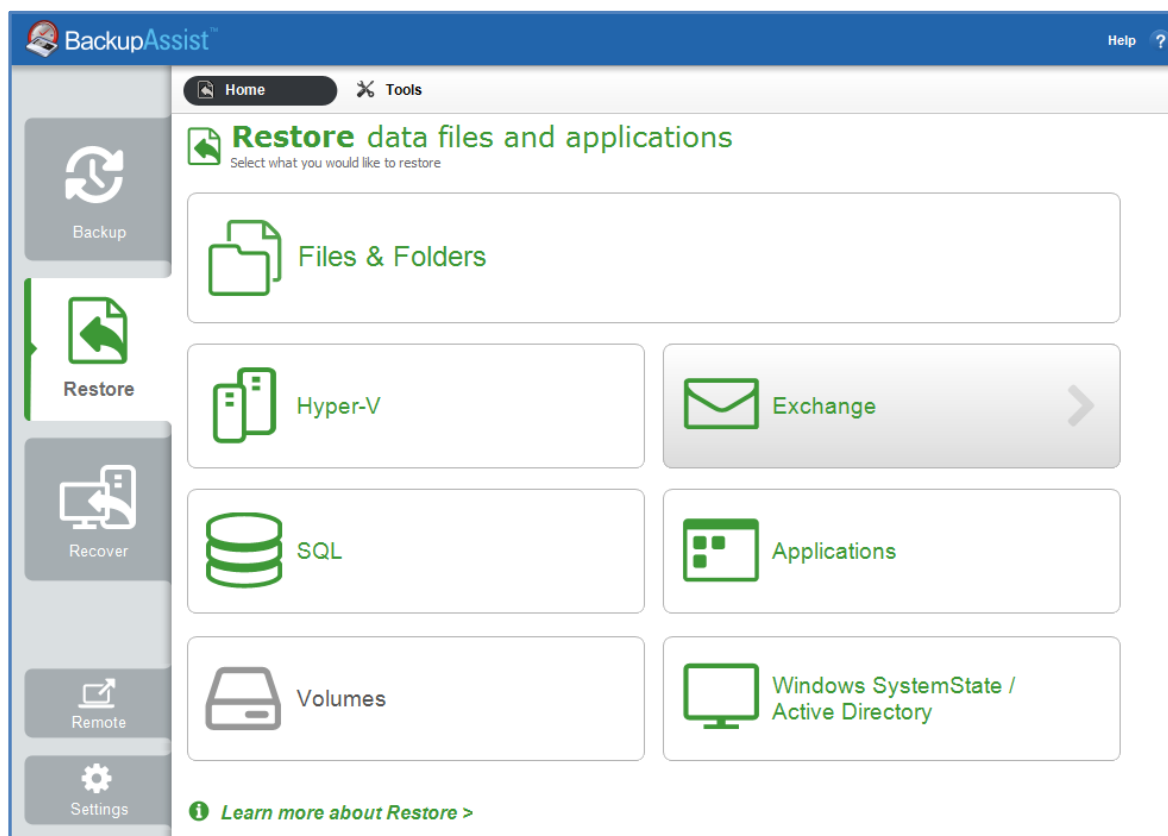 BackupAssist™
Help ?
Home
Tools
Restore data files and applications
Select what you would like to restore
Backup
Files & Folders
Restore
Hyper-V
Exchange
Recover
SQL
Applications
Volumes
Windows SystemState /
Active Directory
Remote
Settings
Learn more about Restore >